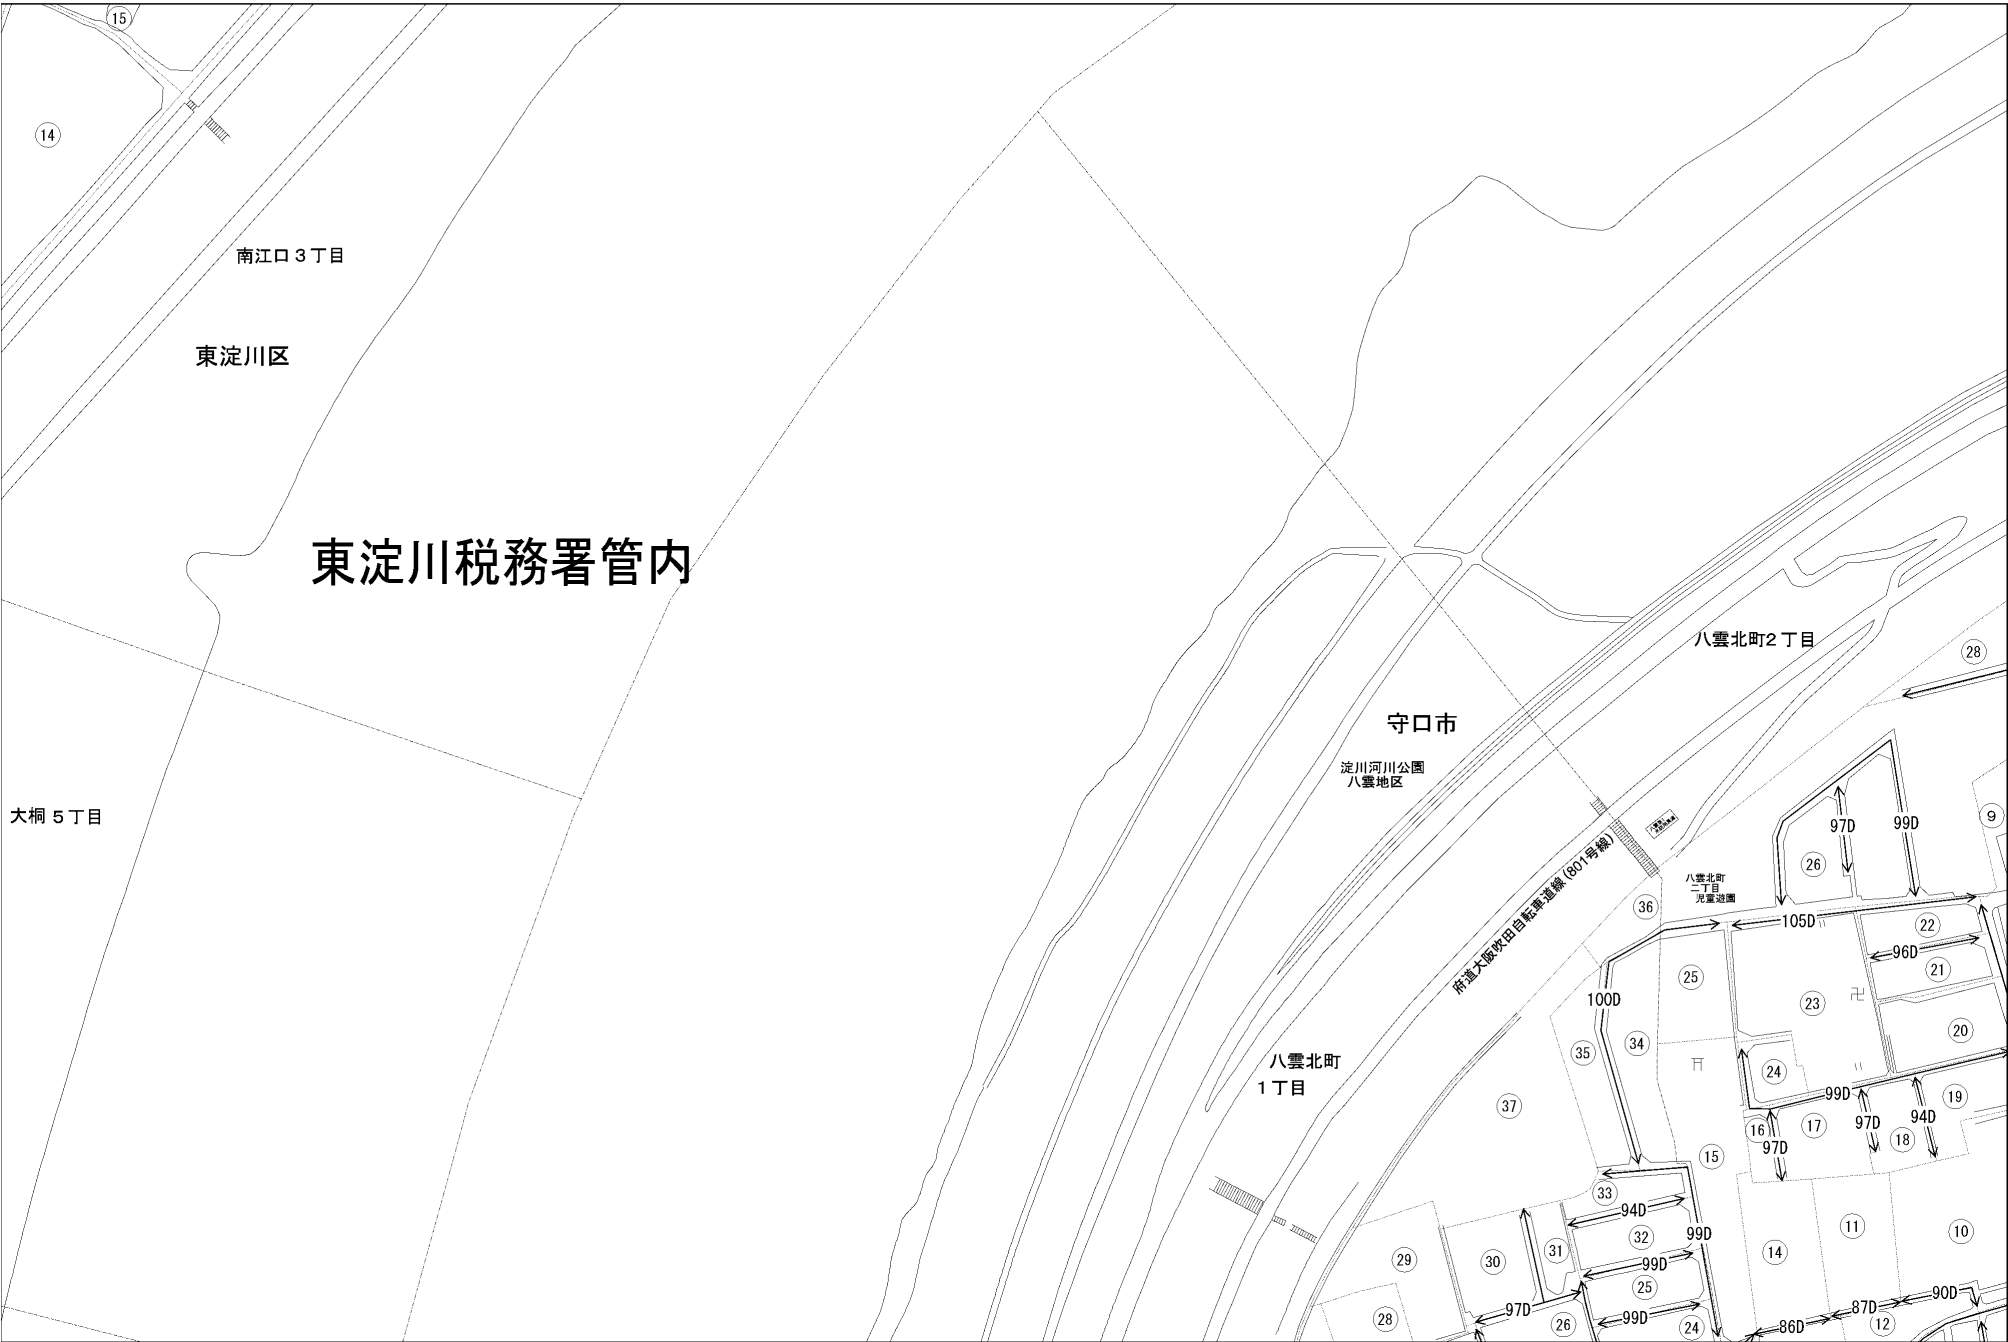 15
14
南江口3丁目
東淀川区
東淀川税務署管内
大桐5丁目
八雲北町2丁目
28
守口市
淀川河川公園
八雲地区
府道大阪吹田自転車道線(801号線)
9
97D
99D
26
八雲北町
二丁目
児童遊園
36
105D
22
96D
21
25
23
100D
20
34
35
24
八雲北町
1丁目
99D
19
37
97D
94D
16
17
18
97D
15
33
94D
11
10
99D
32
14
31
29
30
99D
25
90D
97D
87D
28
26
99D
24
86D
12